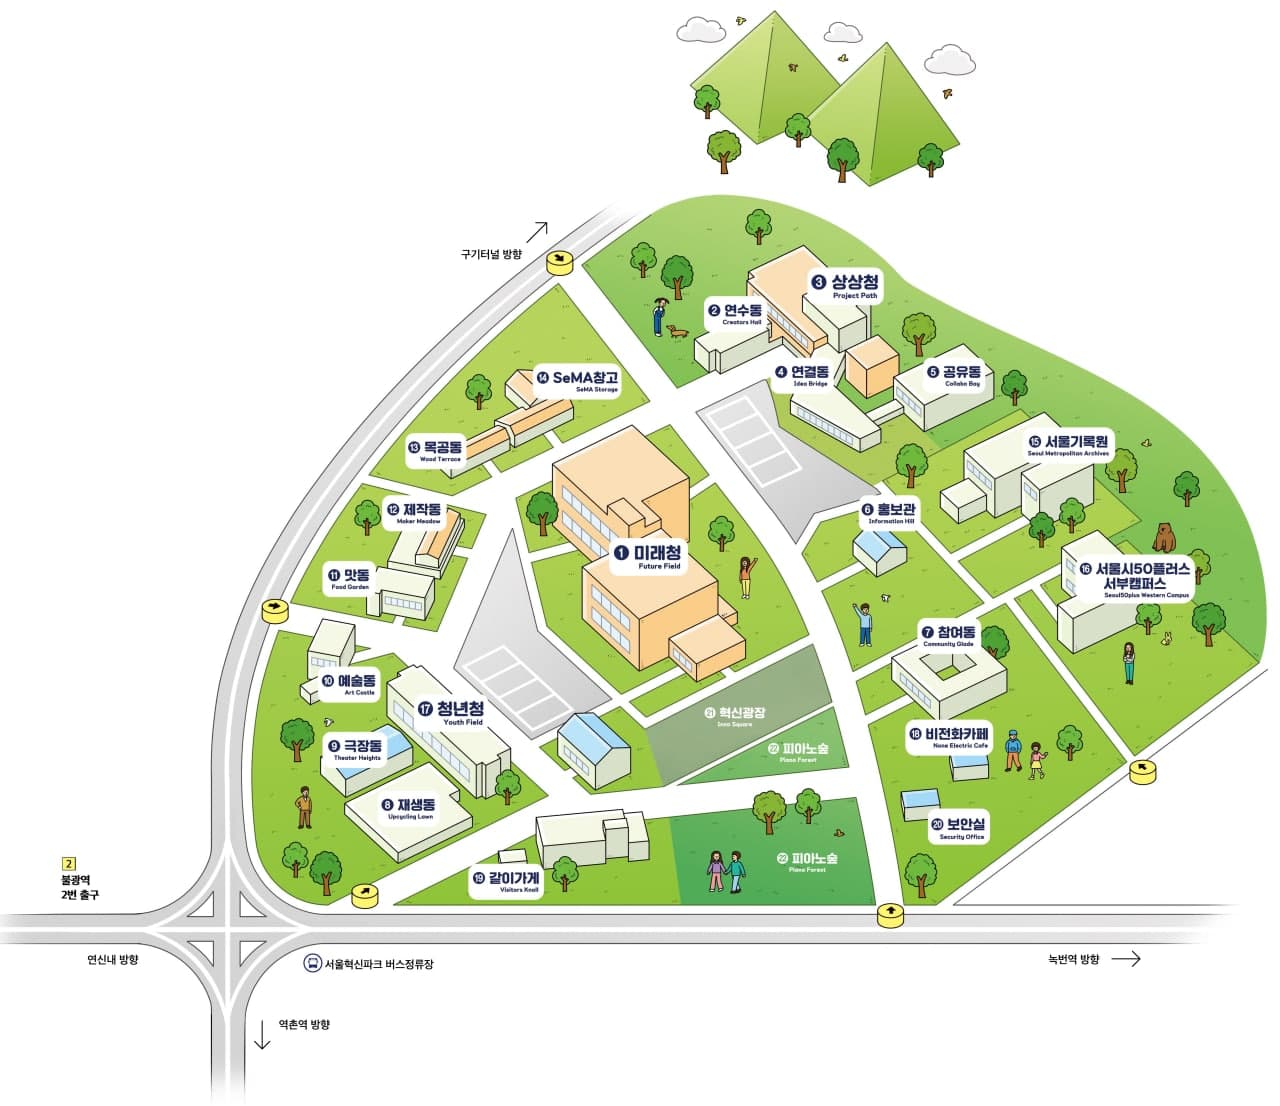 구기터널 방향
3 상상청
Project Path
2 연수동
Creators Hall
4 연결동
Idea Bridge
5 공유동
Collabo Bay
14 SeMA창고
SeMA Storage
13 목공동
Wood Terrace
15 서울기록원
Seoul Metropolitan Archives
12 제작동
Maker Meadow
6 홍보관
Information Hill
1 미래청
Future Field
11 맛동
Food Garden
16 서울시50플러스
서부캠퍼스
Seoul50plus Western Campus
7 참여동
Community Glade
10 예술동
Art Castle
17 청년청
Youth Field
21 혁신광장
Inno Square
9 극장동
Theater Heights
22 피아노숲
Piano Forest
18 비전화카페
None Electric Cafe
8 재생동
Upcycling Lawn
20 보안실
Security Office
19 같이가게
Visitors Knoll
22 피아노숲
Piano Forest
2
불광역
2번 출구
연신내 방향
서울혁신파크 버스정류장
녹번역 방향
역촌역 방향